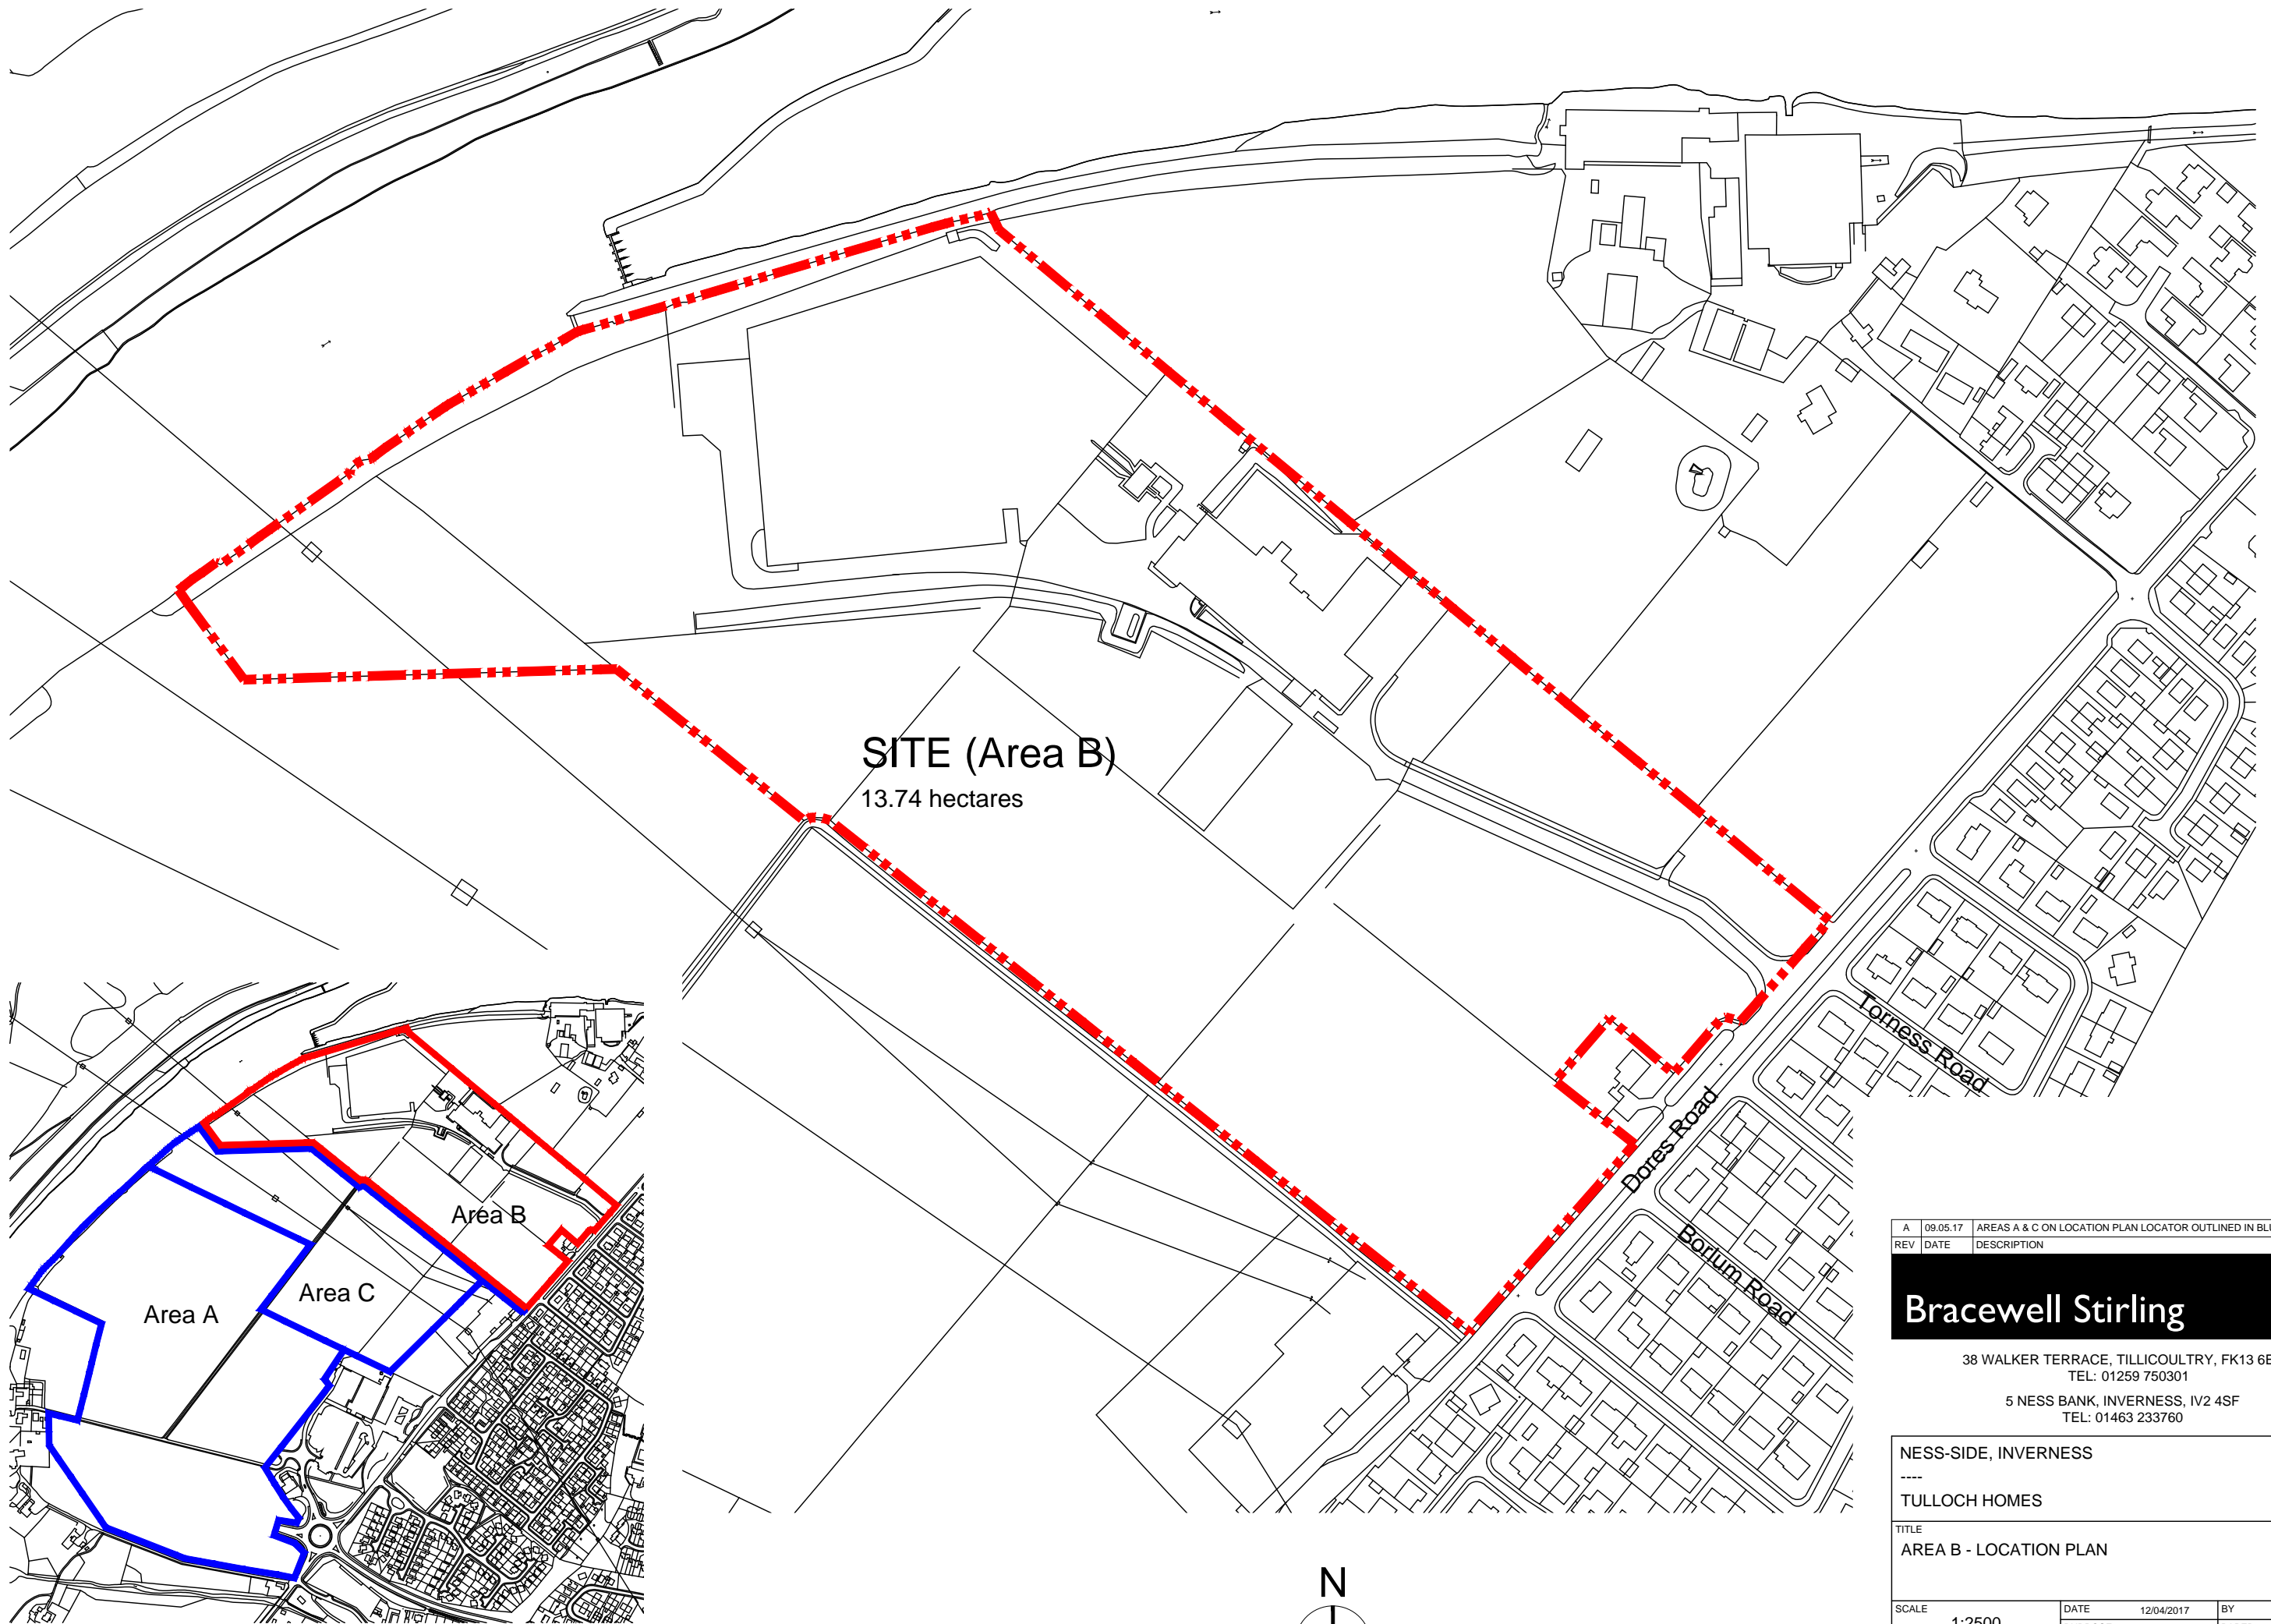 SITE (Area B)
13.74 hectares
Torness Road
Dores Road
Borlum Road
Area B
Area C
Area A
N
A 09.05.17 AREAS A & C ON LOCATION PLAN LOCATOR OUTLINED IN
REV DATE DESCRIPTION
Bracewell Stirling
38 WALKER TERRACE, TILLICOULTRY, FK13
TEL: 01259 750301
5 NESS BANK, INVERNESS, IV2 4SF
TEL: 01463 233760
NESS-SIDE, INVERNESS
----
TULLOCH HOMES
TITLE
AREA B - LOCATION PLAN
SCALE DATE 12/04/2017 BY
1:2500